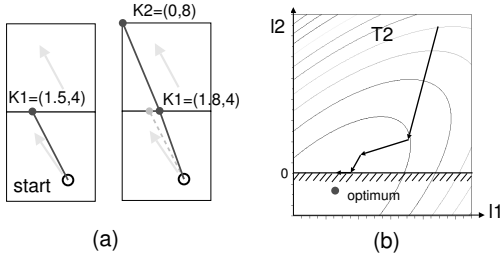 K2=(0,8)
K1=(1.5,4)
K1=(1.8,4)
start
(a)
l2
T2
0
optimum
l1
(b)